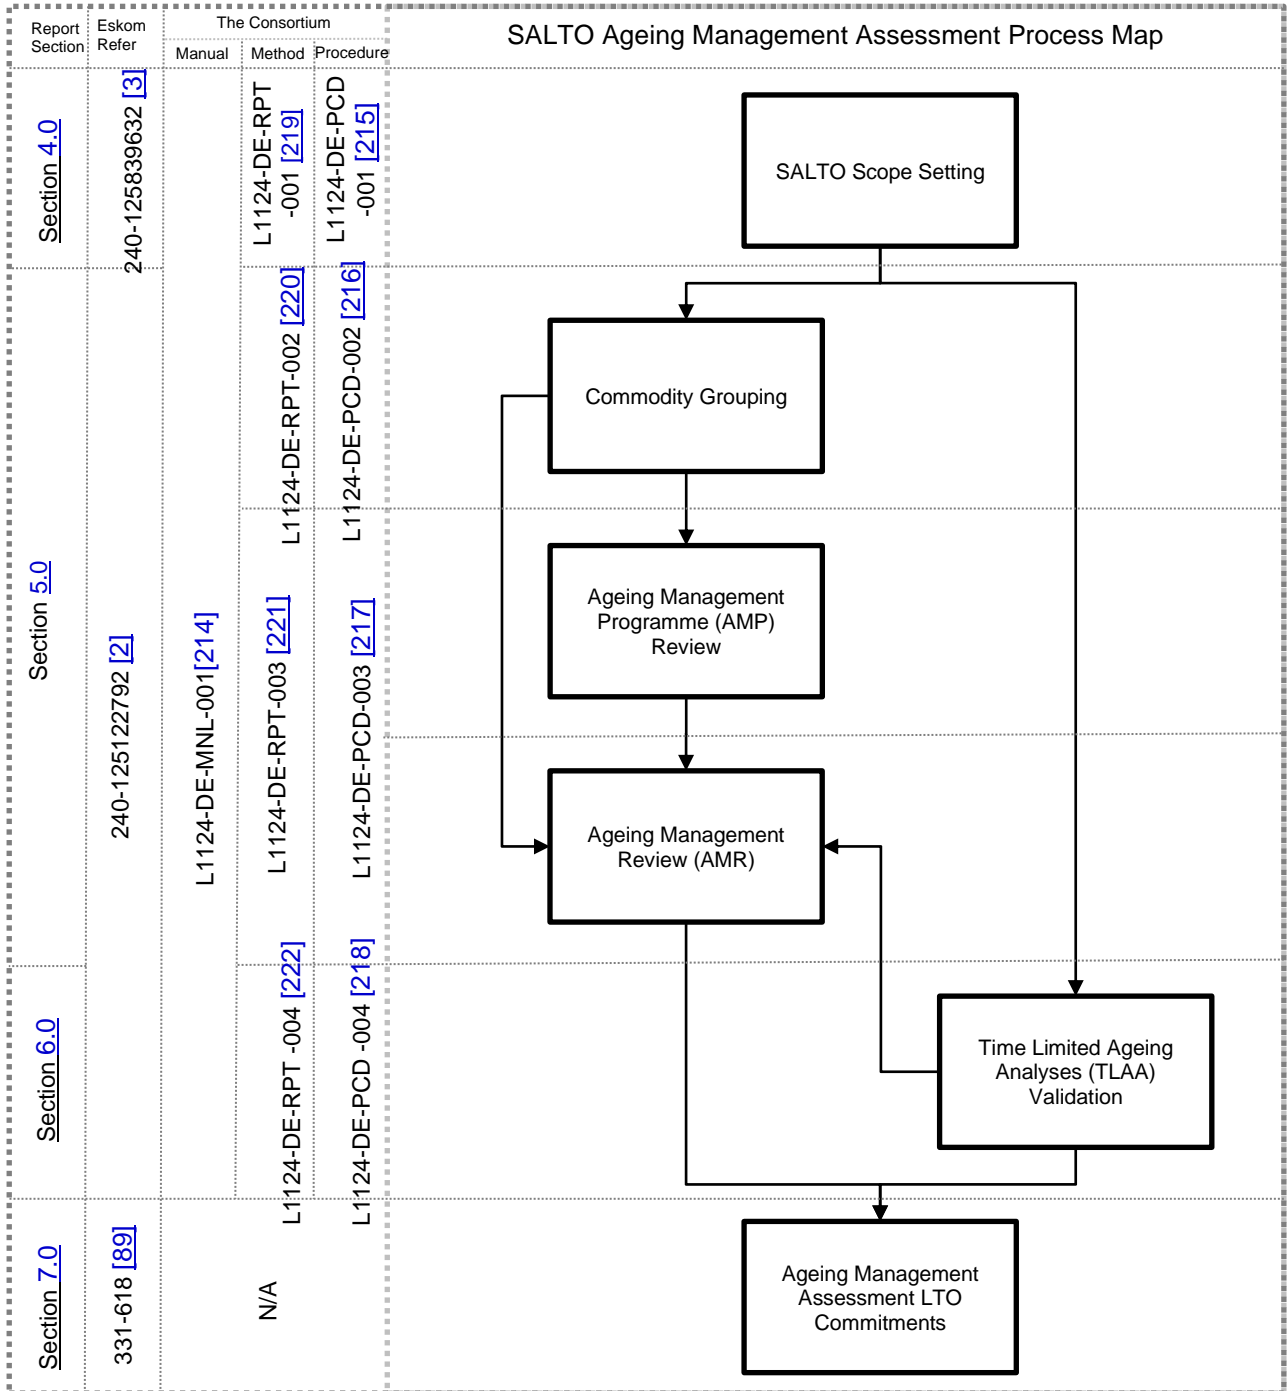 Report
Section
Eskom
Refer
The Consortium
Manual
Method
Procedure
SALTO Ageing Management Assessment Process Map
Section 4.0
240-125839632 [3]
L1124-DE-RPT
-001 [219]
L1124-DE-PCD
-001 [215]
SALTO Scope Setting
Section 5.0
240-125122792 [2]
L1124-DE-MNL-001[214]
L1124-DE-RPT-002 [220]
L1124-DE-PCD-002 [216]
Commodity Grouping
L1124-DE-RPT-003 [221]
L1124-DE-PCD-003 [217]
Ageing Management
Programme (AMP)
Review
Ageing Management
Review (AMR)
Section 6.0
L1124-DE-RPT -004 [222]
L1124-DE-PCD -004 [218]
Time Limited Ageing
Analyses (TLAA)
Validation
Section 7.0
331-618 [89]
N/A
Ageing Management
Assessment LTO
Commitments